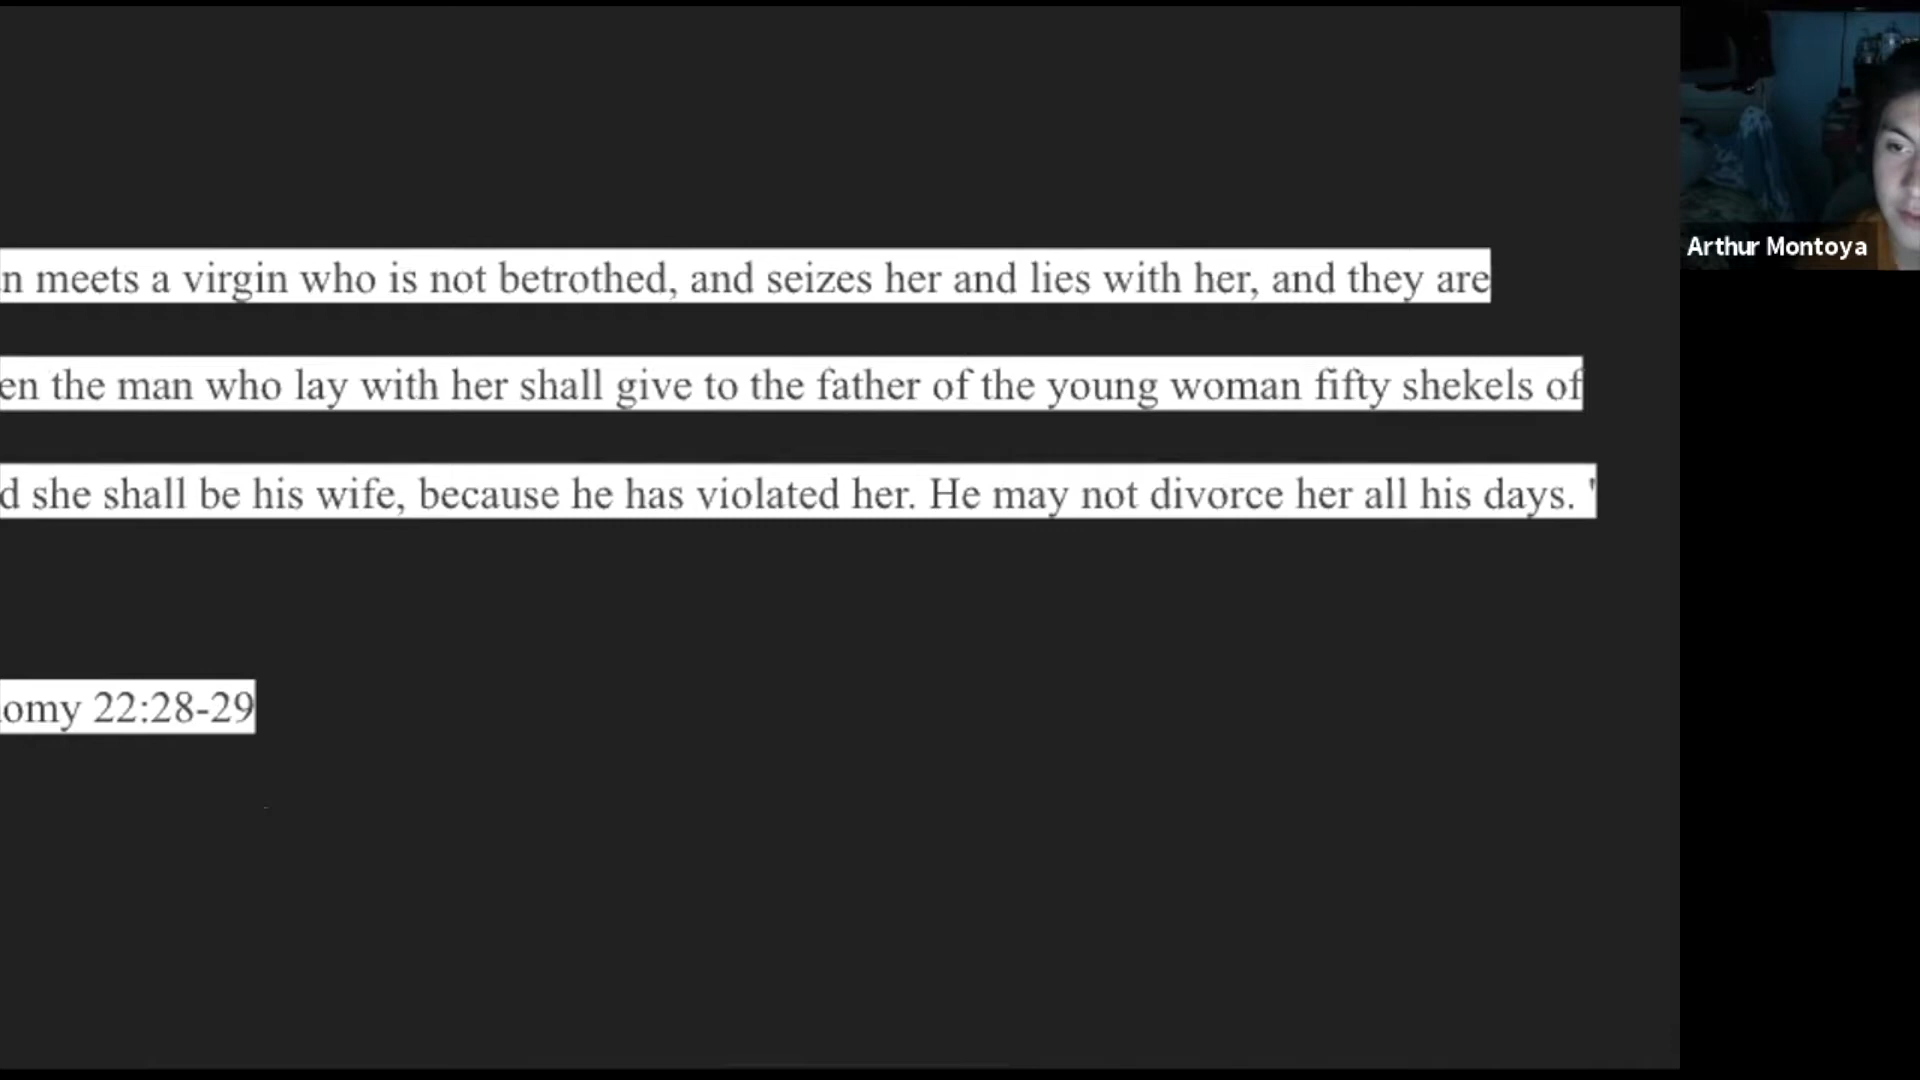 n meets a virgin who is not betrothed, and seizes her and lies with her, and they are
en the man who lay with her shall give to the father of the young woman fifty shekels of
d she shall be his wife, because he has violated her. He may not divorce her all his days. '
omy 22:28-29
Arthur Montoya